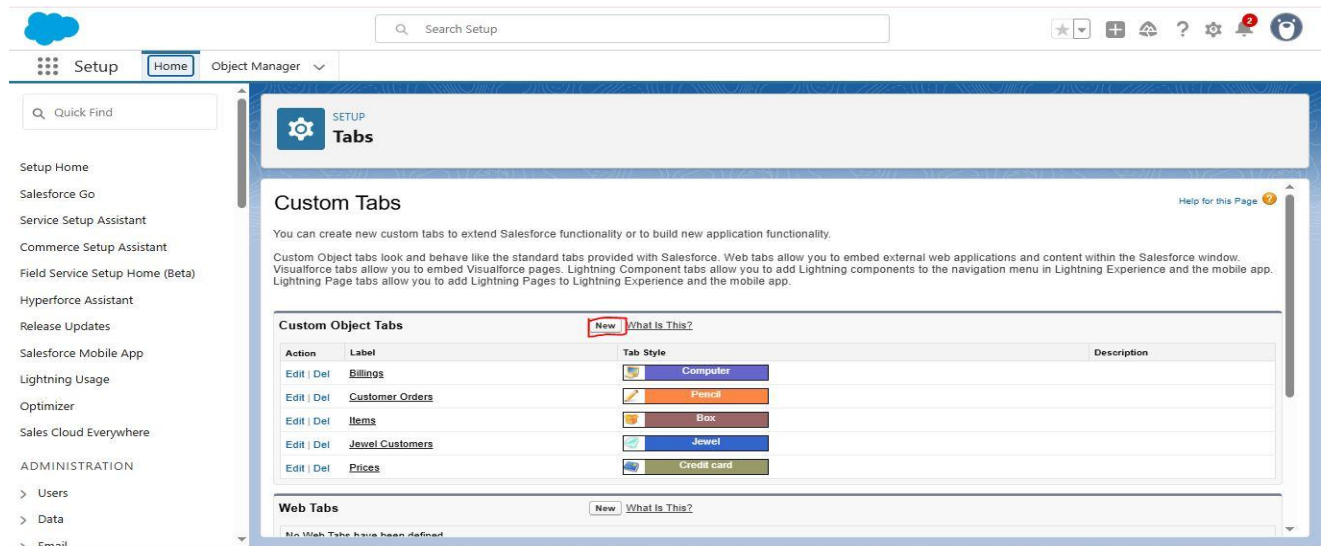 Search Setup
2
Setup
Home
Object Manager
Quick Find
Setup Home
Salesforce Go
Service Setup Assistant
Commerce Setup Assistant
Field Service Setup Home (Beta)
Hyperforce Assistant
Release Updates
Salesforce Mobile App
Lightning Usage
Optimizer
Sales Cloud Everywhere
ADMINISTRATION
Users
Data
Email
SETUP
Tabs
Custom Tabs
Help for this Page ?
You can create new custom tabs to extend Salesforce functionality or to build new application functionality.
Custom Object tabs look and behave like the standard tabs provided with Salesforce. Web tabs allow you to embed external web applications and content within the Salesforce window.
Visualforce tabs allow you to embed Visualforce pages. Lightning Component tabs allow you to add Lightning components to the navigation menu in Lightning Experience and the mobile app.
Lightning Page tabs allow you to add Lightning Pages to Lightning Experience and the mobile app.
Custom Object Tabs New What Is This?
Action Label Tab Style Description
Edit | Del Billings Computer
Edit | Del Customer Orders Pencil
Edit | Del Items Box
Edit | Del Jewel Customers Jewel
Edit | Del Prices Credit card
Web Tabs New What Is This?
No Web Tabs have been defined